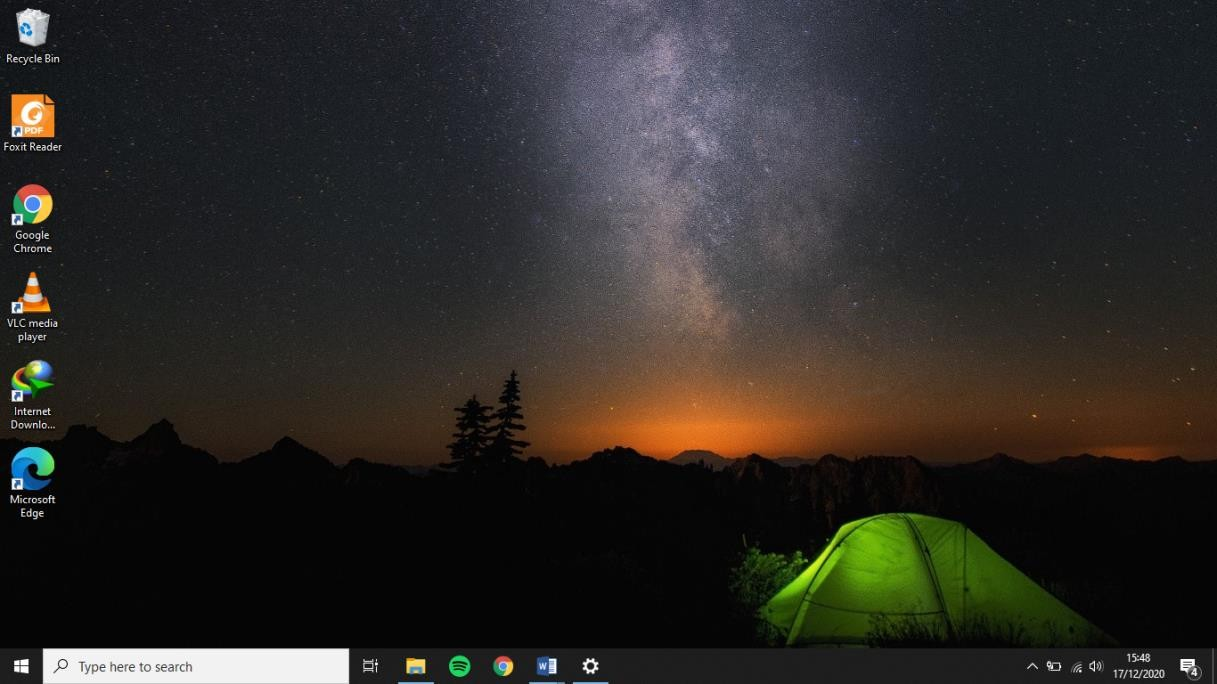 Recycle Bin
PDF
Foxit Reader
Google
Chrome
VLC media
player
Internet
Downlo...
Microsoft
Edge
Type here to search
W
15:48
17/12/2020
4